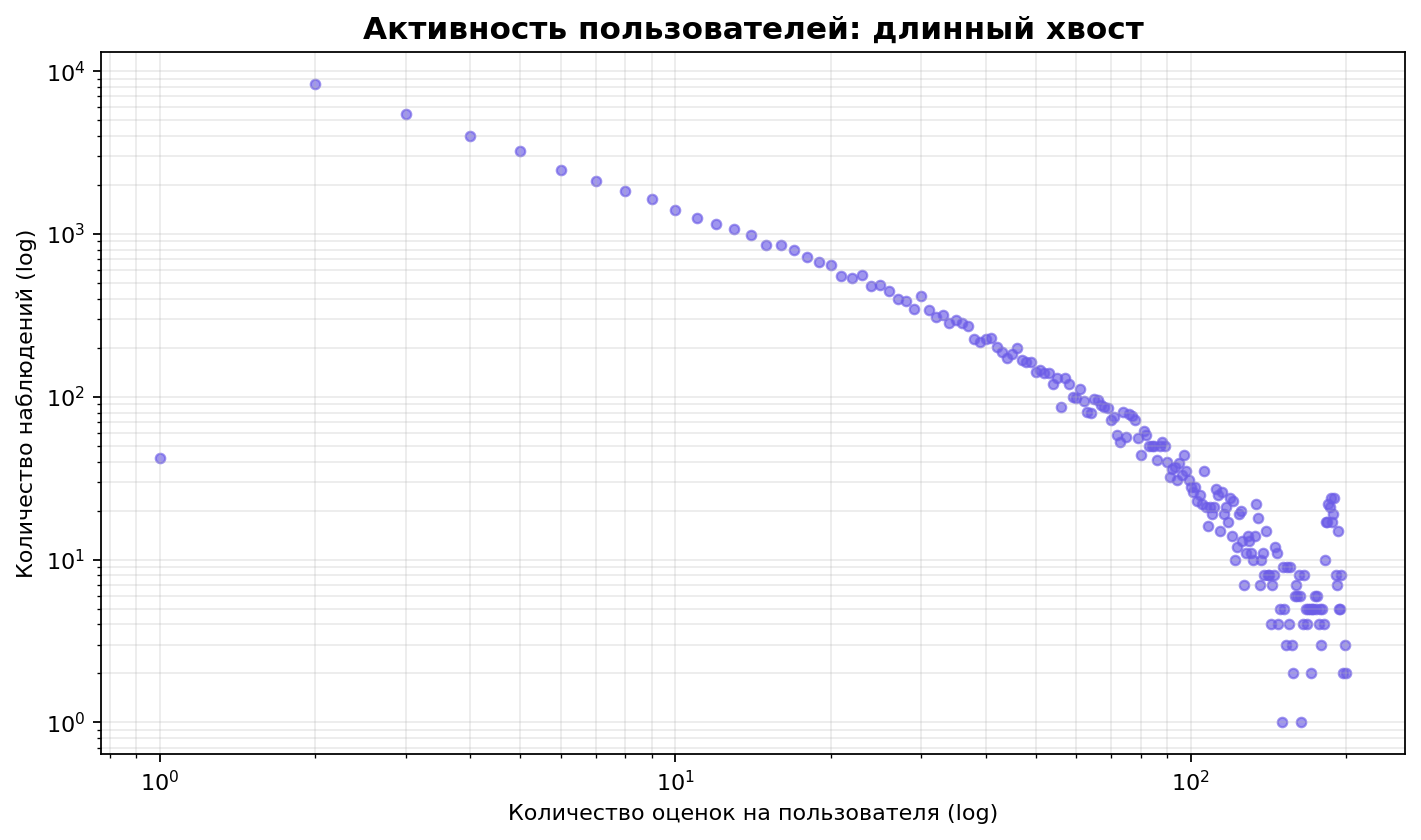 Активность пользователей: длинный хвост
Количество наблюдений (log)
10⁴
10³
10²
10¹
10⁰
10⁰ 10¹ 10²
Количество оценок на пользователя (log)